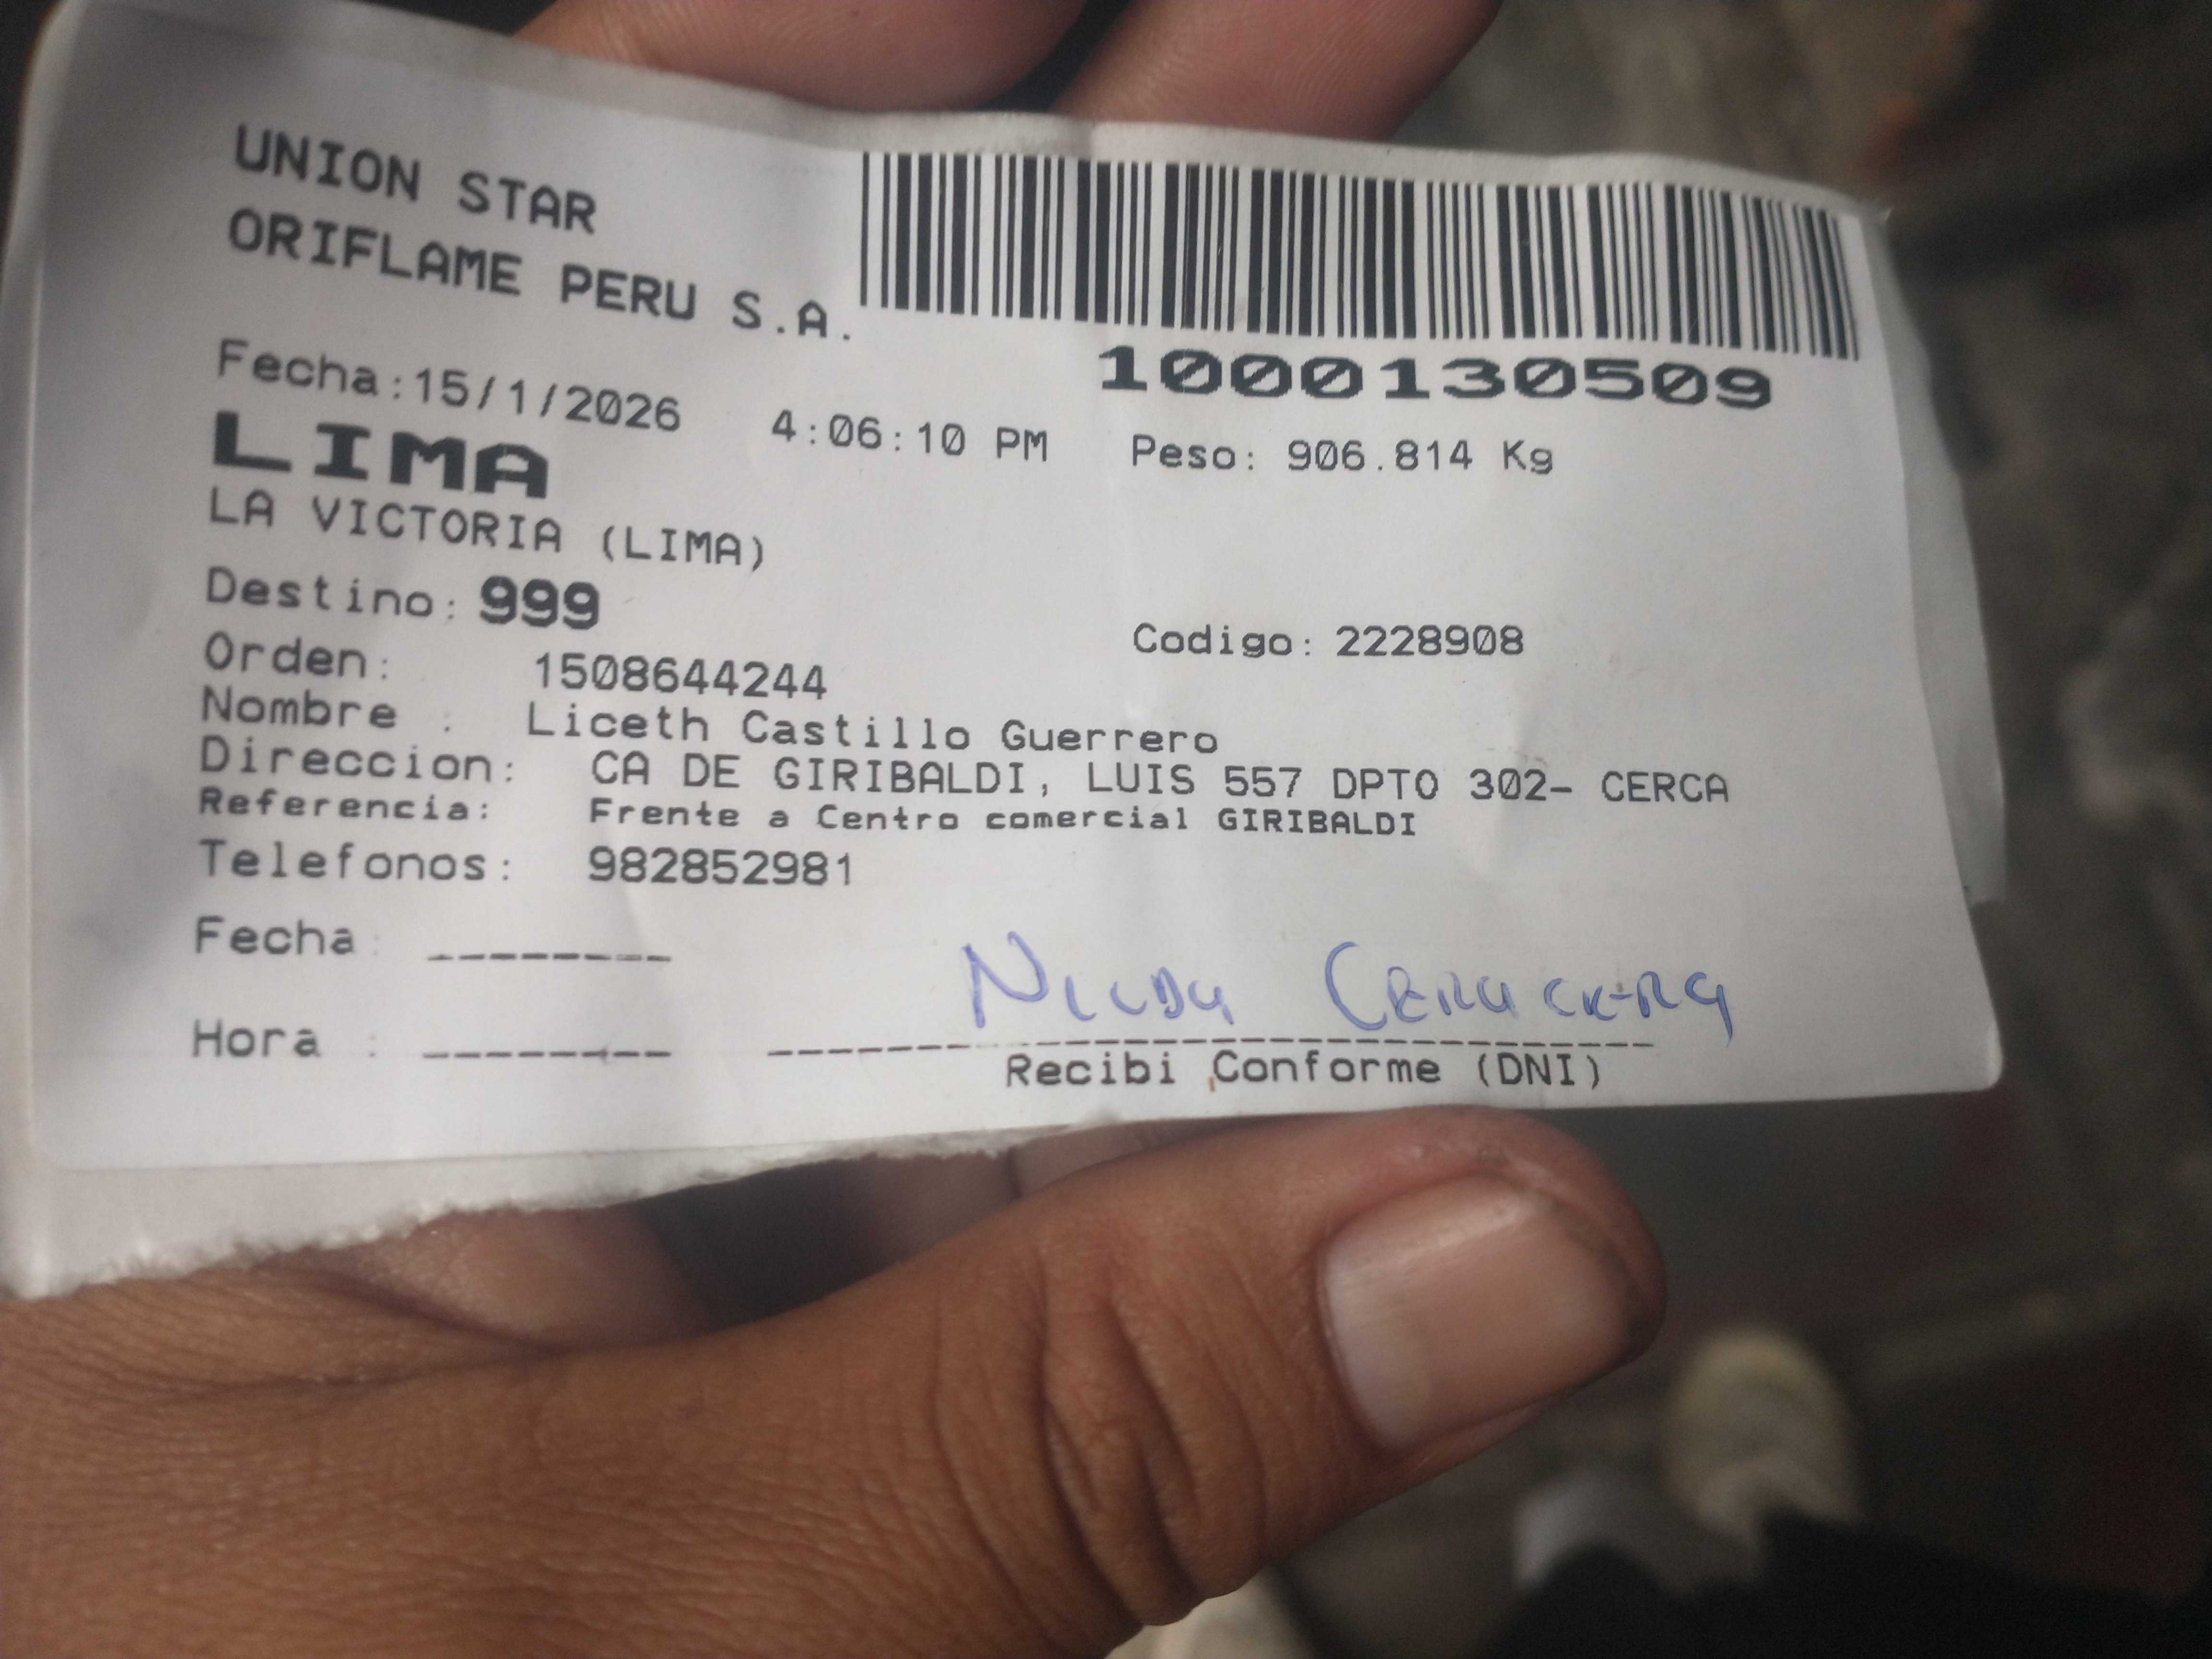 UNION STAR
ORIFLAME PERU S.A.
1000130509
Fecha:15/1/2026 4:06:10 PM Peso: 906.814 Kg
LIMA
LA VICTORIA (LIMA)
Destino: 999
Codigo: 2228908
Orden: 1508644244
Nombre : Liceth Castillo Guerrero
Direccion: CA DE GIRIBALDI, LUIS 557 DPTO 302- CERCA
Referencia: Frente a Centro comercial GIRIBALDI
Telefonos: 982852981
Fecha :
Hora :
Recibi Conforme (DNI)